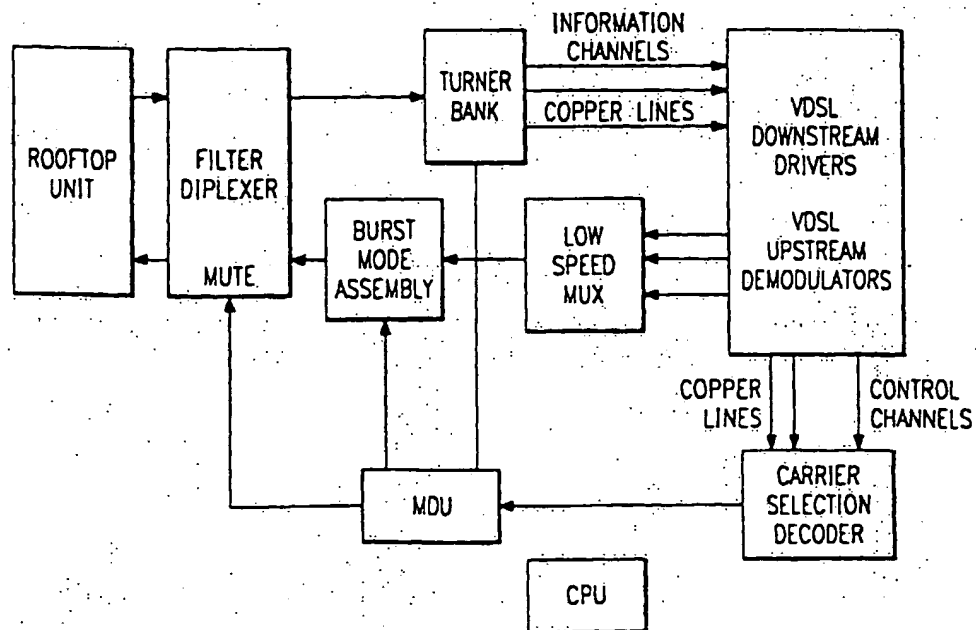 INFORMATION
CHANNELS
TURNER
BANK
COPPER LINES
ROOFTOP
UNIT
FILTER
DIPLEXER
MUTE
BURST
MODE
ASSEMBLY
LOW
SPEED
MUX
VDSL
DOWNSTREAM
DRIVERS
VDSL
UPSTREAM
DEMODULATORS
COPPER
LINES
CONTROL
CHANNELS
MDU
CARRIER
SELECTION
DECODER
CPU